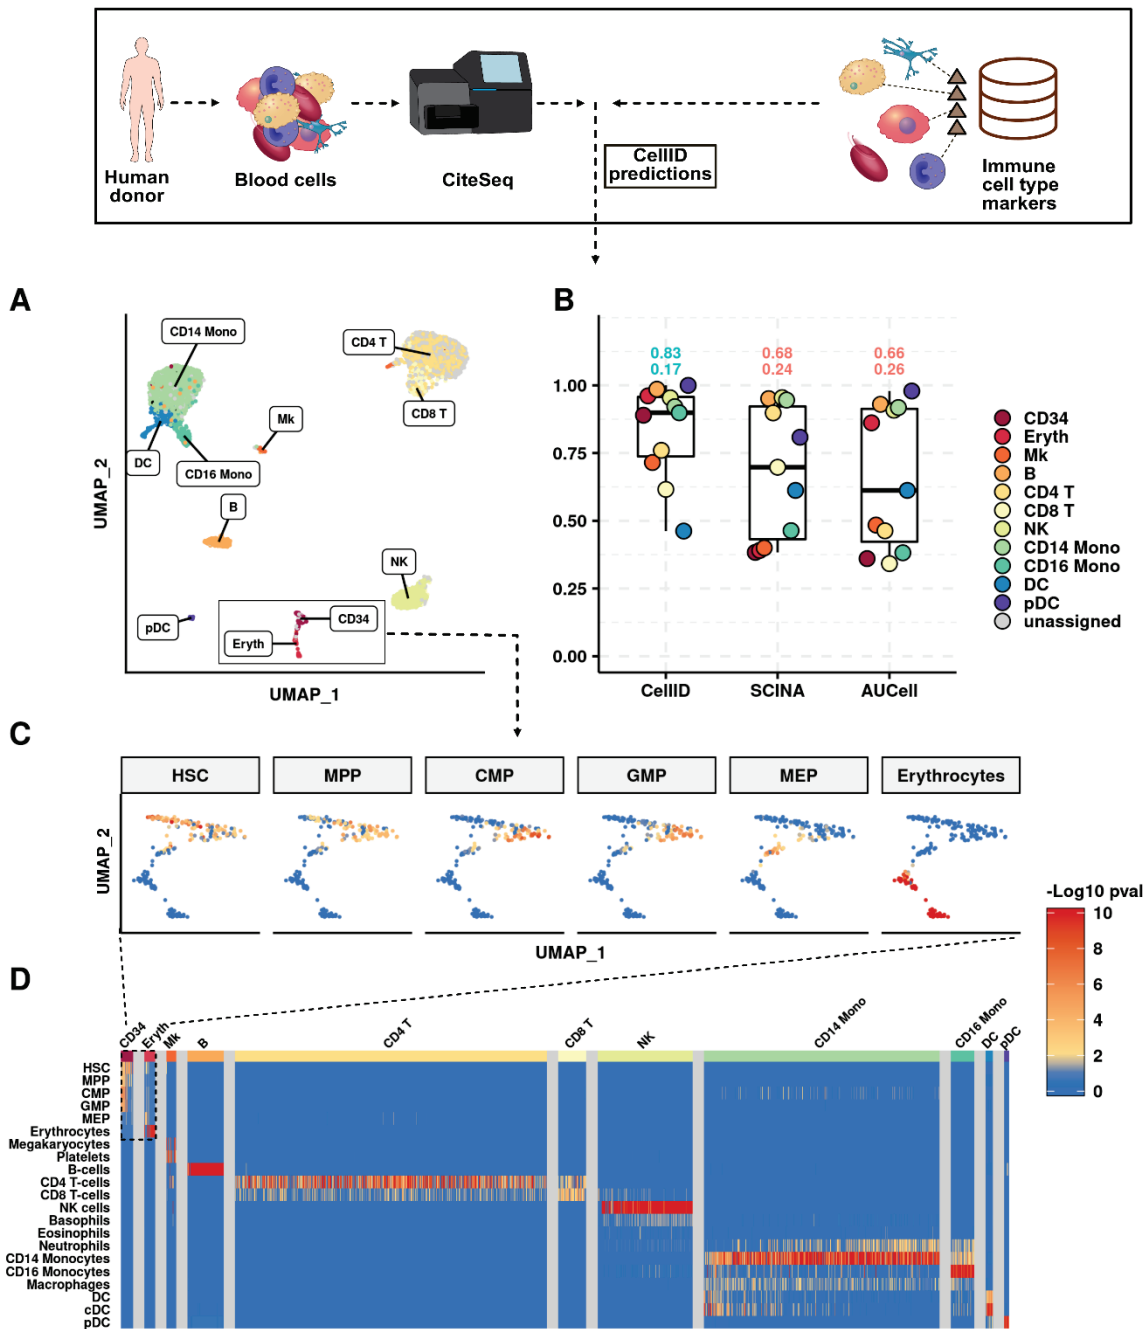 Human
donor
Blood cells
CiteSeq
CellID
predictions
Immune
cell type
markers
A
CD14 Mono
CD4 T
CD8 T
Mk
DC
CD16 Mono
B
NK
pDC
CD34
Eryth
UMAP_2
UMAP_1
B
0.83
0.17
0.68
0.24
0.66
0.26
1.00
0.75
0.50
0.25
0.00
CellID
SCINA
AUCell
CD34
Eryth
Mk
B
CD4 T
CD8 T
NK
CD14 Mono
CD16 Mono
DC
pDC
unassigned
C
HSC
MPP
CMP
GMP
MEP
Erythrocytes
UMAP_2
UMAP_1
-Log10 pval
10
8
6
4
2
0
D
CD34
Eryth
Mk
B
CD4 T
CD8 T
NK
CD14 Mono
CD16 Mono
DC
pDC
HSC
MPP
CMP
GMP
MEP
Erythrocytes
Megakaryocytes
Platelets
B-cells
CD4 T-cells
CD8 T-cells
NK cells
Basophils
Eosinophils
Neutrophils
CD14 Monocytes
CD16 Monocytes
Macrophages
DC
cDC
pDC